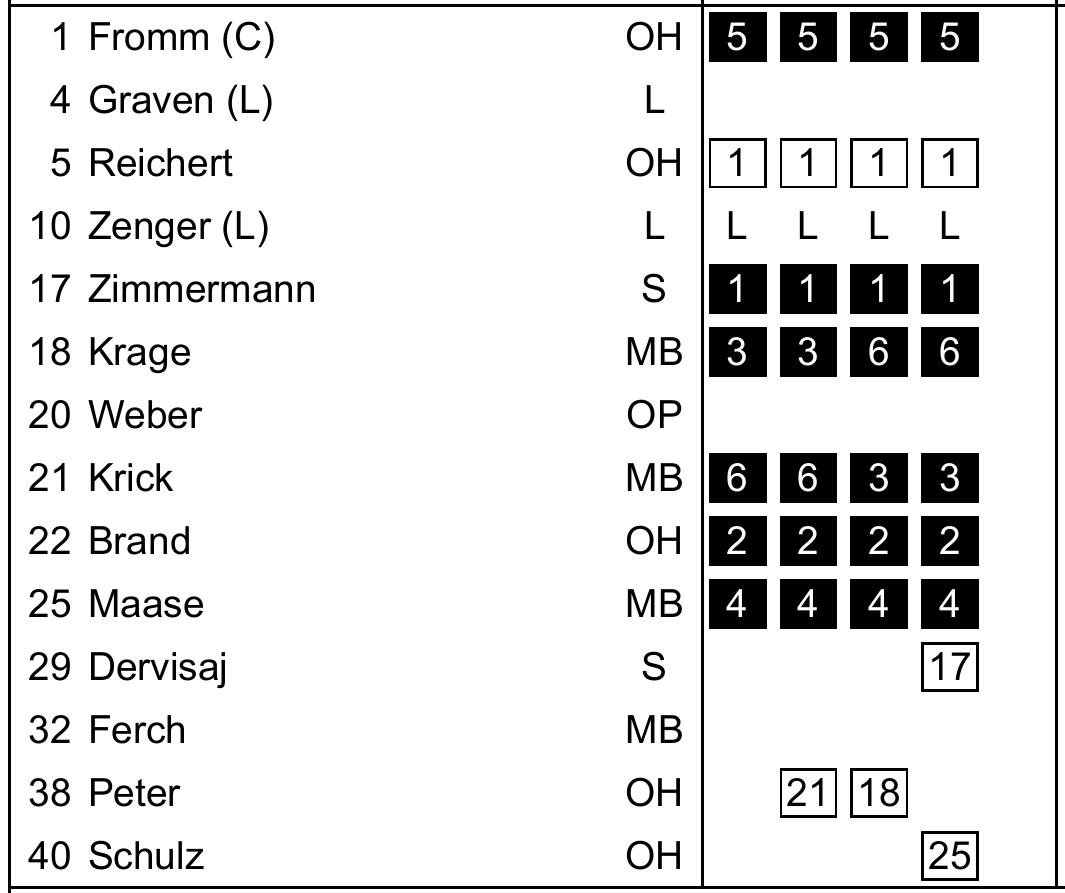 1 Fromm (C) OH 5 5 5 5
4 Graven (L) L
5 Reichert OH 1 1 1 1
10 Zenger (L) L L L L L
17 Zimmermann S 1 1 1 1
18 Krage MB 3 3 6 6
20 Weber OP
21 Krick MB 6 6 3 3
22 Brand OH 2 2 2 2
25 Maase MB 4 4 4 4
29 Dervisaj S 17
32 Ferch MB
38 Peter OH 21 18
40 Schulz OH 25